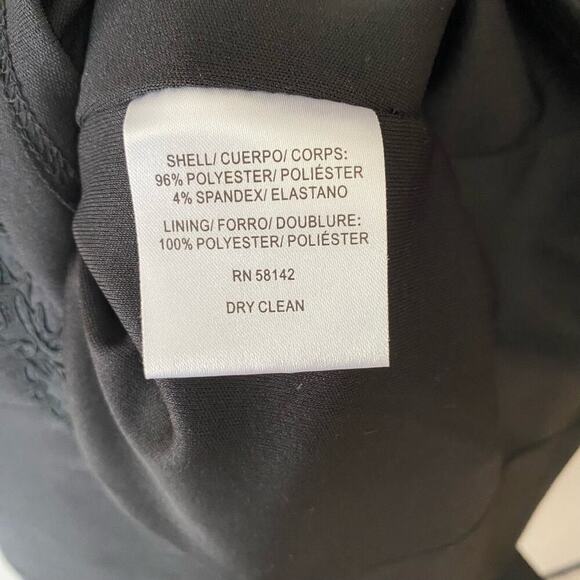 SHELL/ CUERPO/ CORPS:
96% POLYESTER/ POLIÉSTER
4% SPANDEX/ ELASTANO
LINING/ FORRO/ DOUBLURE:
100% POLYESTER/ POLIÉSTER
RN 58142
DRY CLEAN